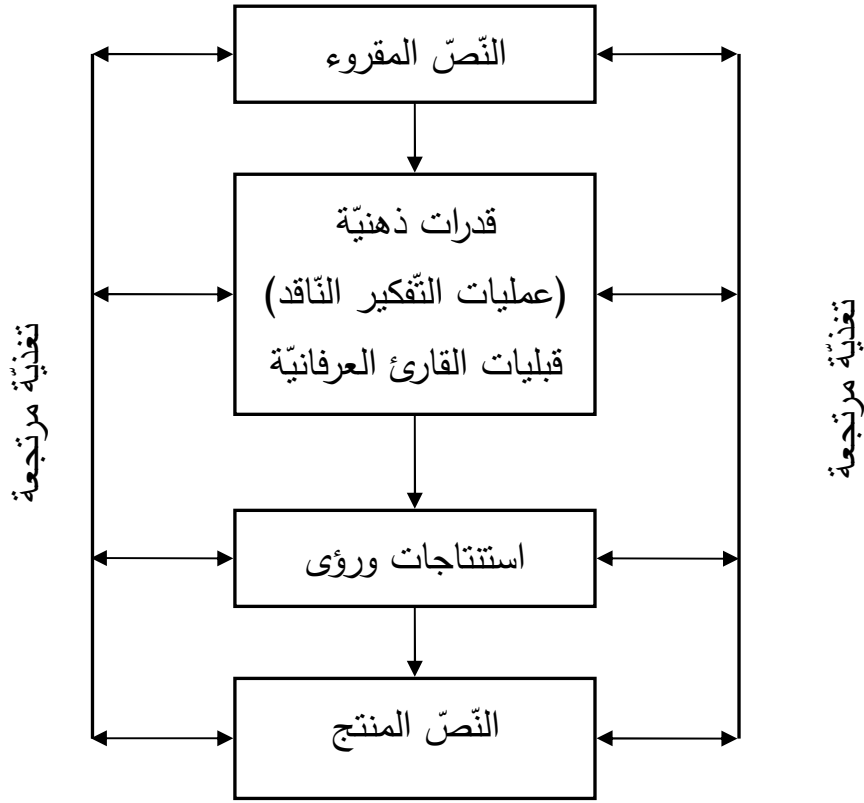 النّصّ المقروء
قدرات ذهنيّة
(عمليات التّفكير النّاقد)
قبليات القارئ العرفانيّة
استنتاجات ورؤى
النّصّ المنتج
تغذيّة مرتجعة
تغذيّة مرتجعة